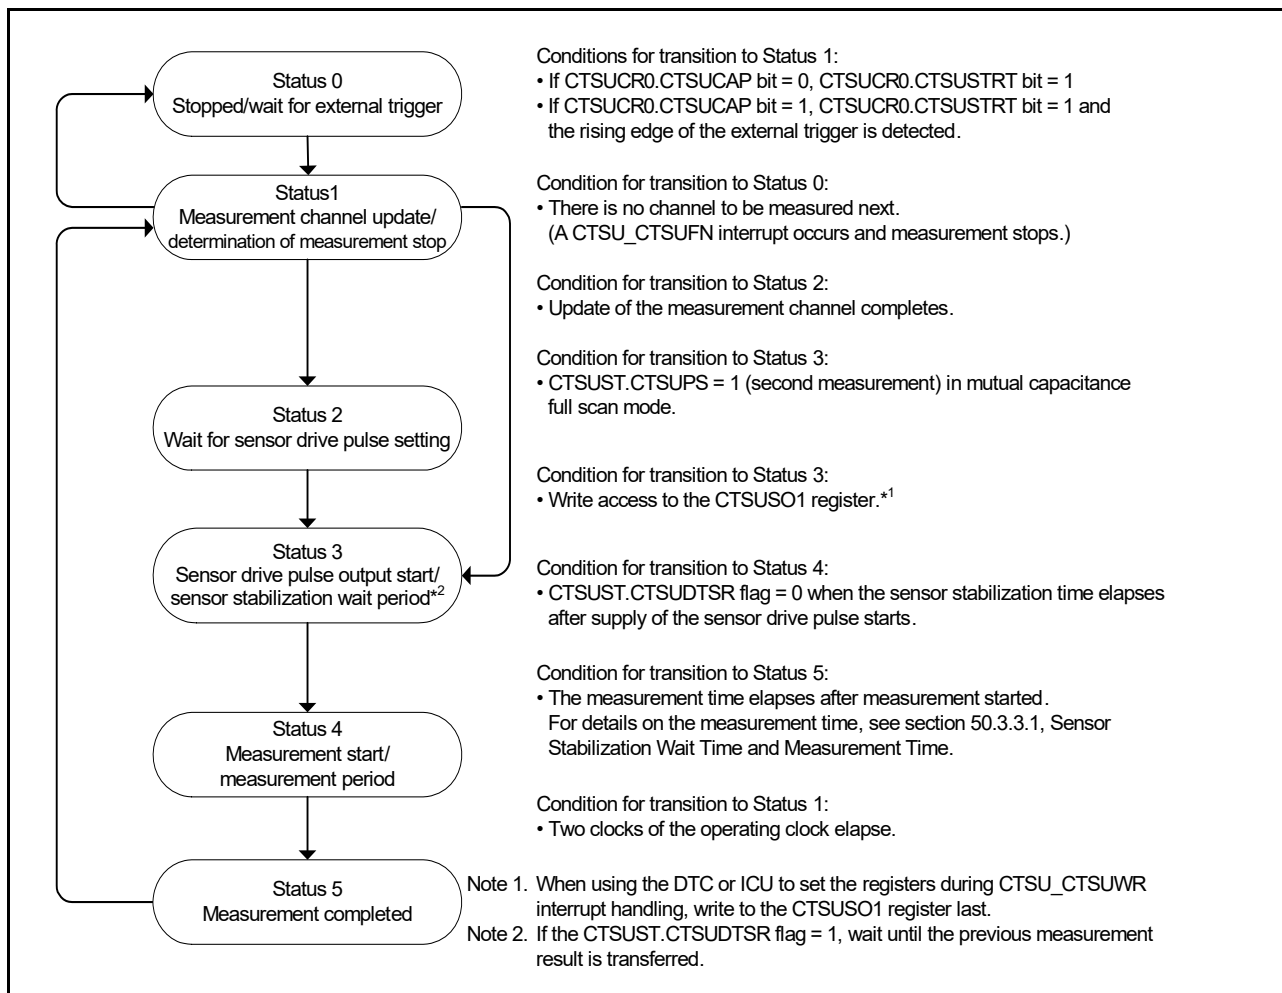 Status 0
Stopped/wait for external trigger
Status1
Measurement channel update/
determination of measurement stop
Status 2
Wait for sensor drive pulse setting
Status 3
Sensor drive pulse output start/
sensor stabilization wait period*2
Status 4
Measurement start/
measurement period
Status 5
Measurement completed
Conditions for transition to Status 1:
• If CTSUCR0.CTSUCAP bit = 0, CTSUCR0.CTSUSTRT bit = 1
• If CTSUCR0.CTSUCAP bit = 1, CTSUCR0.CTSUSTRT bit = 1 and
the rising edge of the external trigger is detected.
Condition for transition to Status 0:
• There is no channel to be measured next.
(A CTSU_CTSUFN interrupt occurs and measurement stops.)
Condition for transition to Status 2:
• Update of the measurement channel completes.
Condition for transition to Status 3:
• CTSUST.CTSUPS = 1 (second measurement) in mutual capacitance
full scan mode.
Condition for transition to Status 3:
• Write access to the CTSUSO1 register.*1
Condition for transition to Status 4:
• CTSUST.CTSUDTSR flag = 0 when the sensor stabilization time elapses
after supply of the sensor drive pulse starts.
Condition for transition to Status 5:
• The measurement time elapses after measurement started.
For details on the measurement time, see section 50.3.3.1, Sensor
Stabilization Wait Time and Measurement Time.
Condition for transition to Status 1:
• Two clocks of the operating clock elapse.
Note 1. When using the DTC or ICU to set the registers during CTSU_CTSUWR
interrupt handling, write to the CTSUSO1 register last.
Note 2. If the CTSUST.CTSUDTSR flag = 1, wait until the previous measurement
result is transferred.